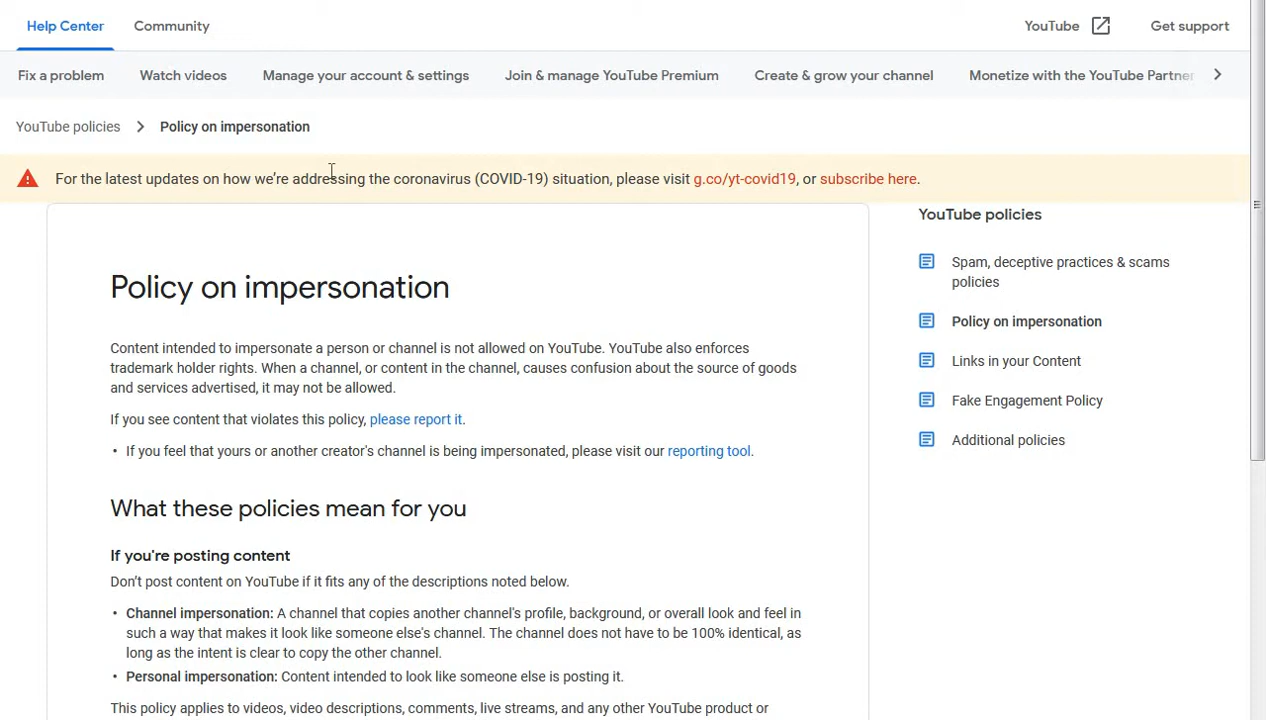 Help Center
Community
YouTube
Get support
Fix a problem
Watch videos
Manage your account & settings
Join & manage YouTube Premium
Create & grow your channel
Monetize with the YouTube Partner
YouTube policies
Policy on impersonation
For the latest updates on how we're addressing the coronavirus (COVID-19) situation, please visit g.co/yt-covid19, or subscribe here.
Policy on impersonation
Content intended to impersonate a person or channel is not allowed on YouTube. YouTube also enforces
trademark holder rights. When a channel, or content in the channel, causes confusion about the source of goods
and services advertised, it may not be allowed.
If you see content that violates this policy, please report it.
• If you feel that yours or another creator's channel is being impersonated, please visit our reporting tool.
What these policies mean for you
If you're posting content
Don't post content on YouTube if it fits any of the descriptions noted below.
• Channel impersonation: A channel that copies another channel's profile, background, or overall look and feel in
such a way that makes it look like someone else's channel. The channel does not have to be 100% identical, as
long as the intent is clear to copy the other channel.
• Personal impersonation: Content intended to look like someone else is posting it.
This policy applies to videos, video descriptions, comments, live streams, and any other YouTube product or
YouTube policies
Spam, deceptive practices & scams
policies
Policy on impersonation
Links in your Content
Fake Engagement Policy
Additional policies